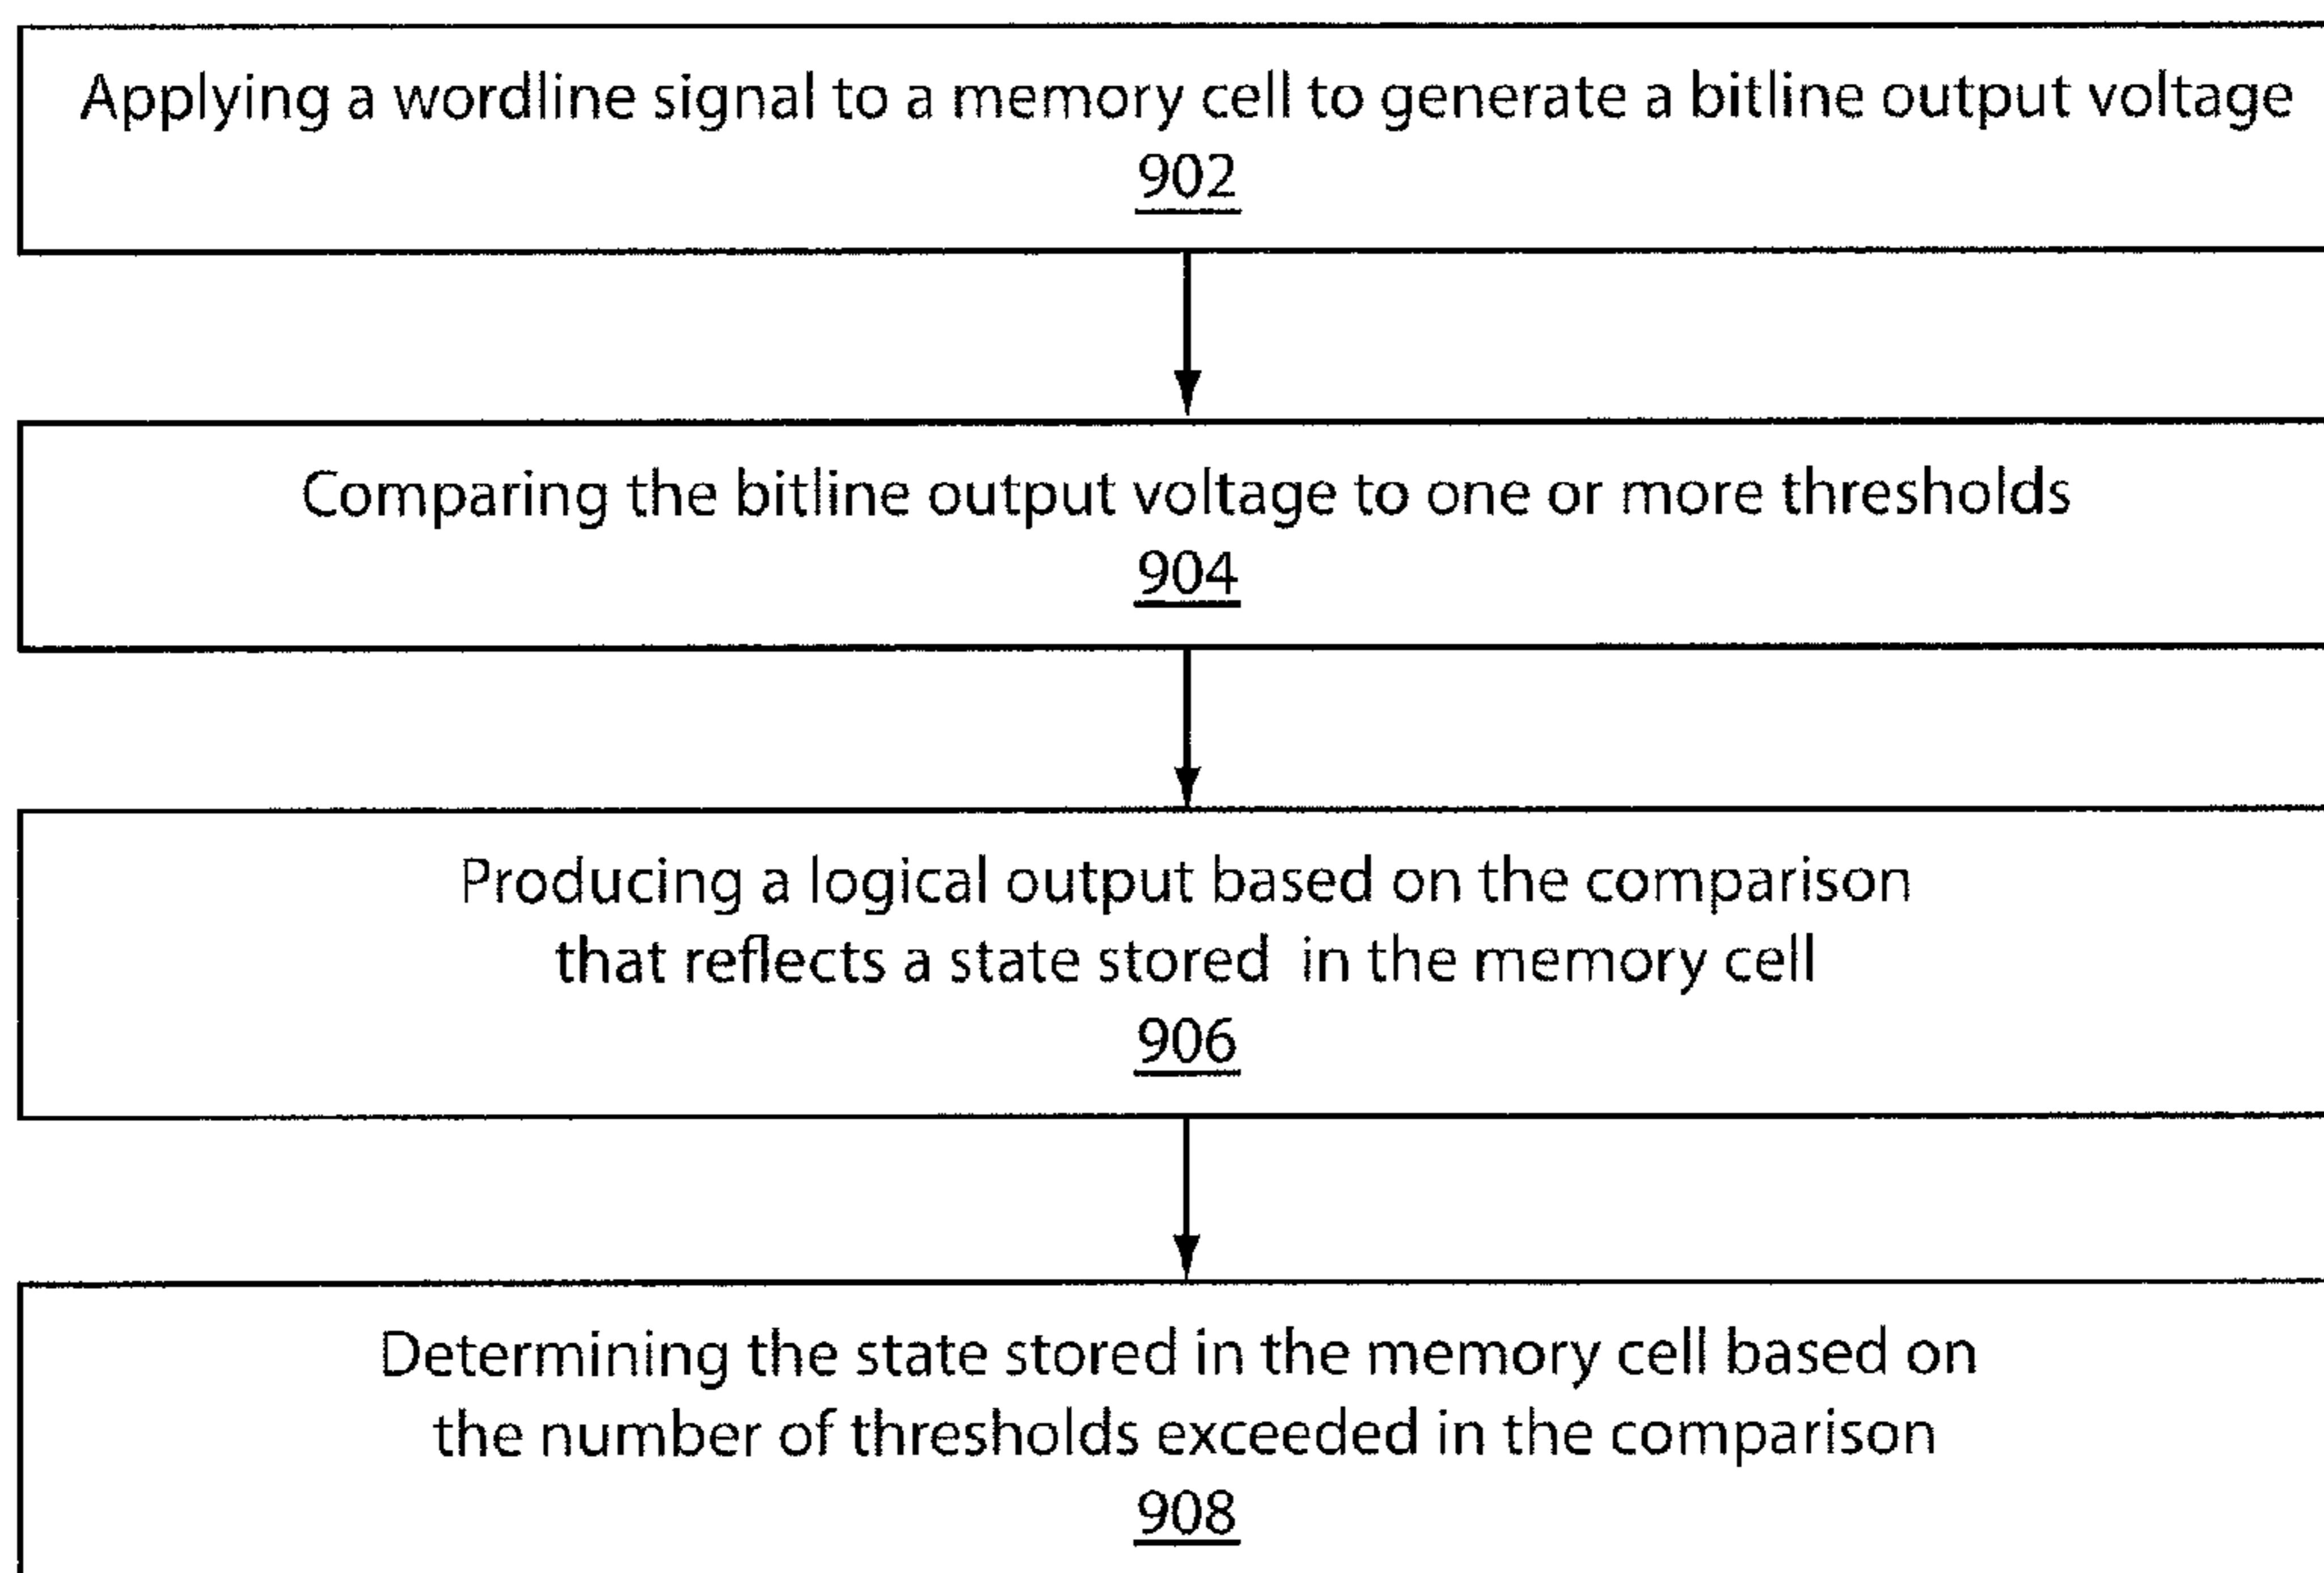 Applying a wordline signal to a memory cell to generate a bitline output voltage
902
Comparing the bitline output voltage to one or more thresholds
904
Producing a logical output based on the comparison
that reflects a state stored in the memory cell
906
Determining the state stored in the memory cell based on
the number of thresholds exceeded in the comparison
908